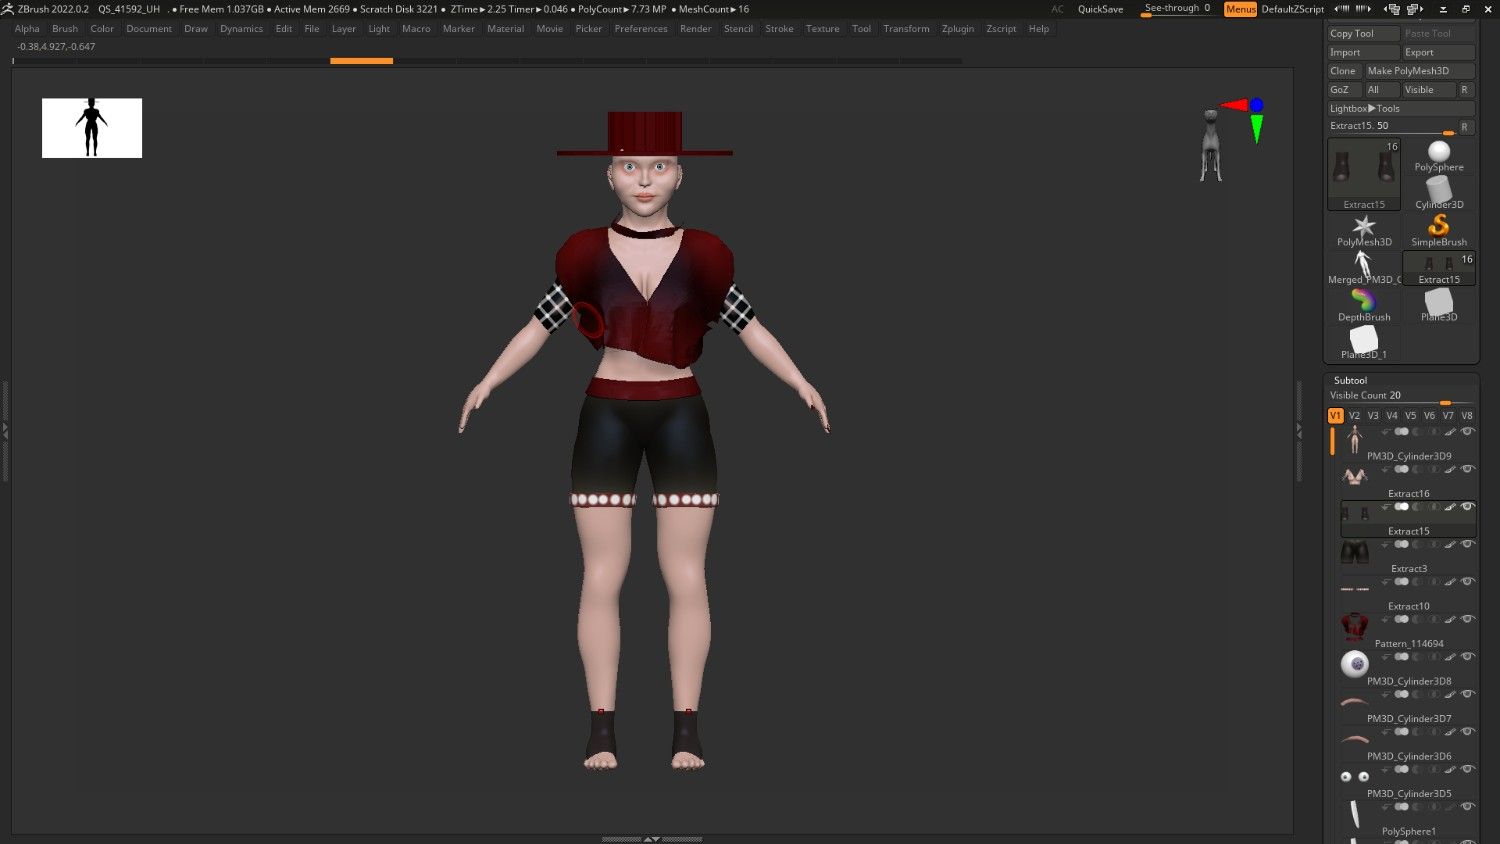 ZBrush 2022.0.2 QS_41592_UH . ● Free Mem 1.037GB ● Active Mem 2669 ● Scratch Disk 3221 ● ZTime►2.25 Timer►0.046 ● PolyCount►7.73 MP ● MeshCount►16 AC QuickSave See-through 0 Menus DefaultZScript
Alpha Brush Color Document Draw Dynamics Edit File Layer Light Macro Marker Material Movie Picker Preferences Render Stencil Stroke Texture Tool Transform Zplugin Zscript Help
-0.38,4.927,-0.647
Copy Tool Paste Tool
Import Export
Clone Make PolyMesh3D
GoZ All Visible R
Lightbox►Tools
Extract15. 50 R
16
PolySphere
Extract15 Cylinder3D
PolyMesh3D SimpleBrush
16
Merged_PM3D_C Extract15
DepthBrush Plane3D
Plane3D_1
Subtool
Visible Count 20
V1 V2 V3 V4 V5 V6 V7 V8
PM3D_Cylinder3D9
Extract16
Extract15
Extract3
Extract10
Pattern_114694
PM3D_Cylinder3D8
PM3D_Cylinder3D7
PM3D_Cylinder3D6
PM3D_Cylinder3D5
PolySphere1